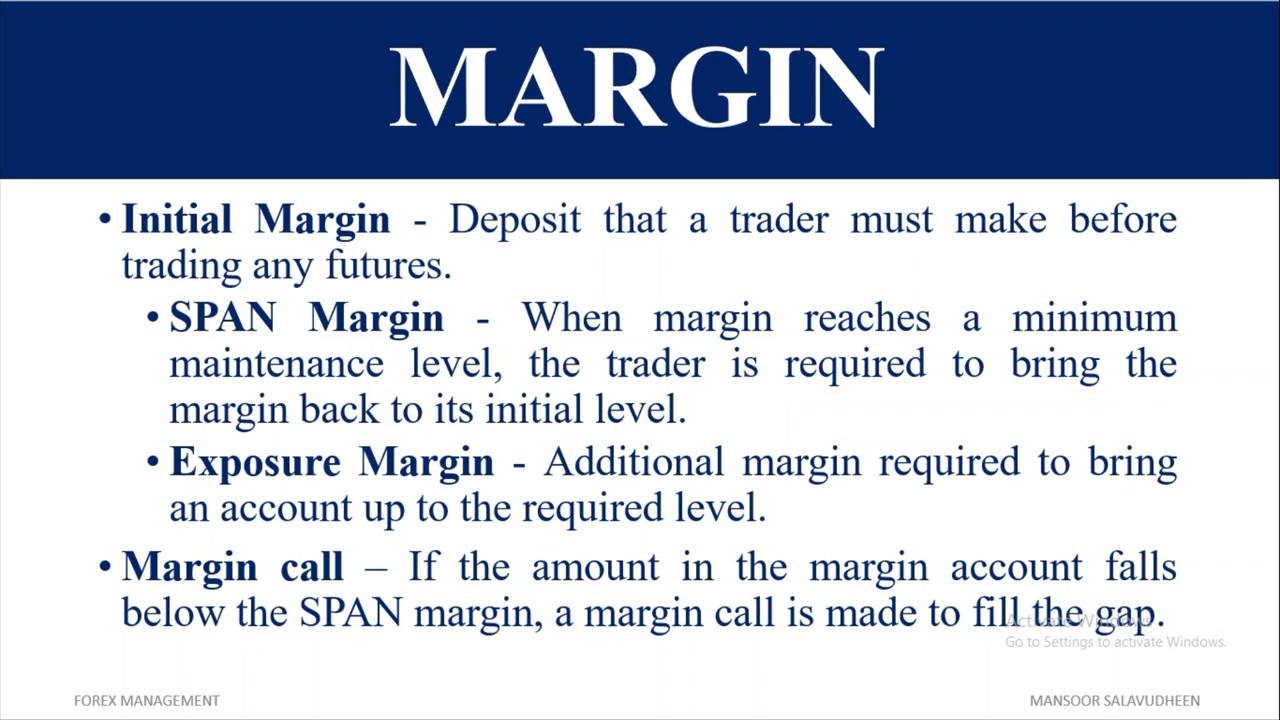 MARGIN
• Initial Margin - Deposit that a trader must make before
trading any futures.
• SPAN Margin - When margin reaches a minimum
maintenance level, the trader is required to bring the
margin back to its initial level.
• Exposure Margin - Additional margin required to bring
an account up to the required level.
• Margin call – If the amount in the margin account falls
below the SPAN margin, a margin call is made to fill the gap.
Activate Windows
Go to Settings to activate Windows.
FOREX MANAGEMENT
MANSOOR SALAVUDHEEN